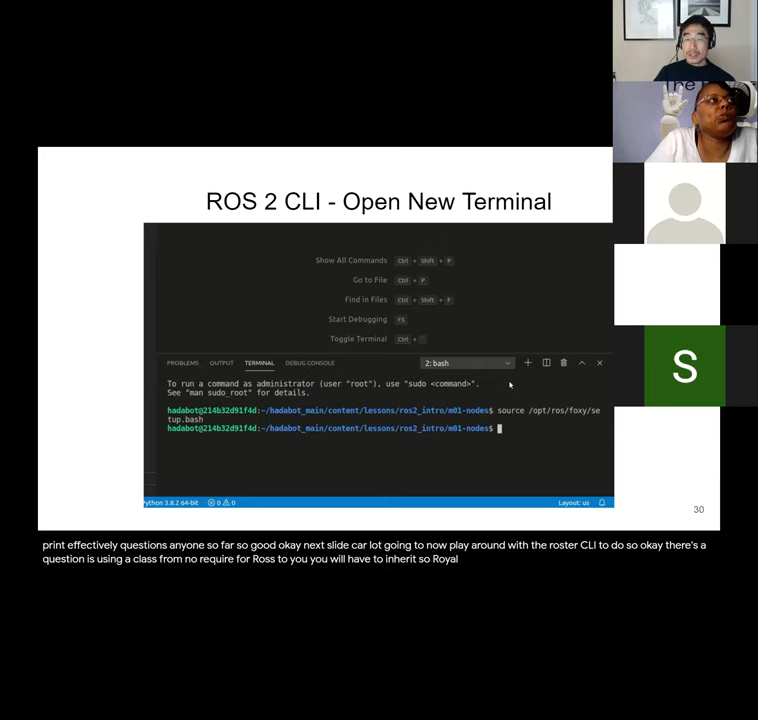 The
ROS 2 CLI - Open New Terminal
Show All Commands Ctrl + Shift + P
Go to File Ctrl + P
Find in Files Ctrl + Shift + F
Start Debugging F5
Toggle Terminal Ctrl + `
PROBLEMS OUTPUT TERMINAL DEBUG CONSOLE 2: bash
To run a command as administrator (user "root"), use "sudo <command>".
See "man sudo_root" for details.
hadabot@214b32d91f4d:~/hadabot_main/content/lessons/ros2_intro/m01-nodes$ source /opt/ros/foxy/se
tup.bash
hadabot@214b32d91f4d:~/hadabot_main/content/lessons/ros2_intro/m01-nodes$
ython 3.8.2 64-bit 0 0 Layout: us
S
30
print effectively questions anyone so far so good okay next slide car lot going to now play around with the roster CLI to do so okay there's a
question is using a class from no require for Ross to you you will have to inherit so Royal